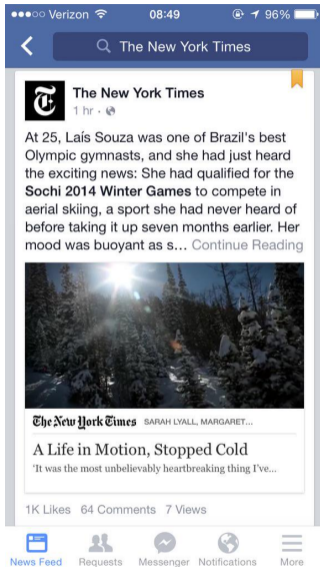 Verizon 08:49 96%
The New York Times
The New York Times
1 hr ·
At 25, Laís Souza was one of Brazil's best
Olympic gymnasts, and she had just heard
the exciting news: She had qualified for the
Sochi 2014 Winter Games to compete in
aerial skiing, a sport she had never heard of
before taking it up seven months earlier. Her
mood was buoyant as s... Continue Reading
The New York Times SARAH LYALL, MARGARET...
A Life in Motion, Stopped Cold
'It was the most unbelievably heartbreaking thing I've...
1K Likes 64 Comments 7 Views
News Feed Requests Messenger Notifications More